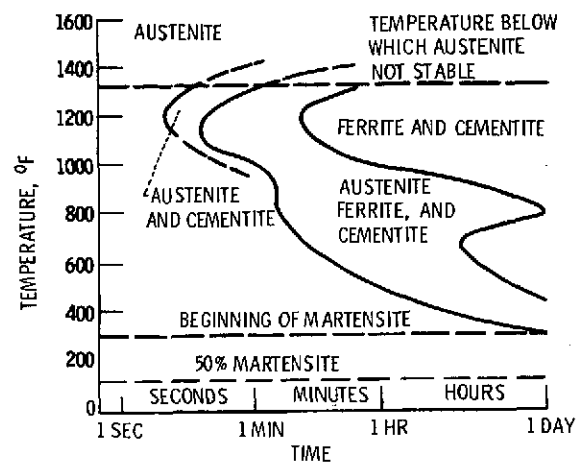 1600
1400
1200
1000
800
600
400
200
0
TEMPERATURE, °F
AUSTENITE
TEMPERATURE BELOW
WHICH AUSTENITE
NOT STABLE
FERRITE AND CEMENTITE
AUSTENITE
AND CEMENTITE
AUSTENITE
FERRITE, AND
CEMENTITE
BEGINNING OF MARTENSITE
50% MARTENSITE
SECONDS
MINUTES
HOURS
1 SEC
1 MIN
1 HR
1 DAY
TIME